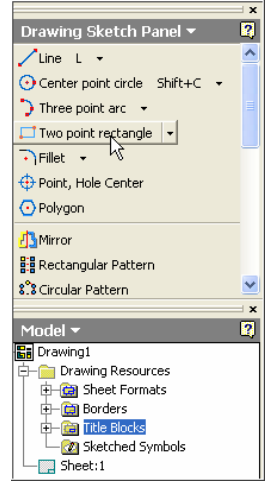 Drawing Sketch Panel
Line L
Center point circle Shift+C
Three point arc
Two point rectangle
Fillet
Point, Hole Center
Polygon
Mirror
Rectangular Pattern
Circular Pattern
Model
Drawing1
Drawing Resources
Sheet Formats
Borders
Title Blocks
Sketched Symbols
Sheet:1